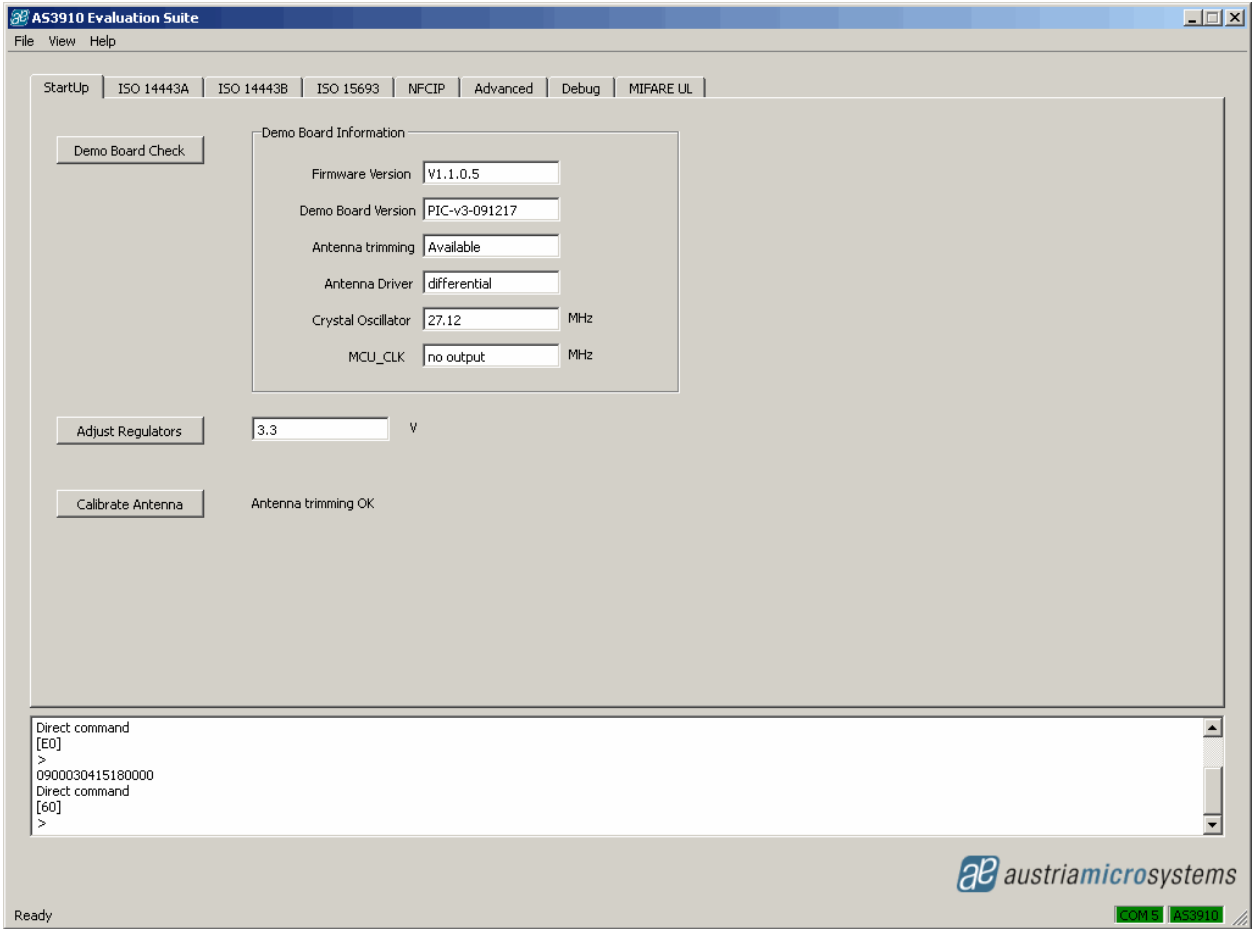 AS3910 Evaluation Suite
File View Help
StartUp ISO 14443A ISO 14443B ISO 15693 NFCIP Advanced Debug MIFARE UL
Demo Board Check
Demo Board Information
Firmware Version V1.1.0.5
Demo Board Version PIC-v3-091217
Antenna trimming Available
Antenna Driver differential
Crystal Oscillator 27.12 MHz
MCU_CLK no output MHz
Adjust Regulators 3.3 V
Calibrate Antenna Antenna trimming OK
Direct command
[E0]
>
0900030415180000
Direct command
[60]
>
ae austriamicrosystems
Ready COM 5 AS3910